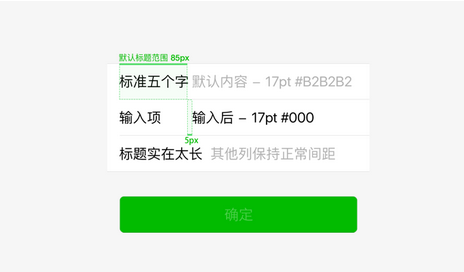 默认标题范围 85px
标准五个字 默认内容 – 17pt #B2B2B2
输入项 输入后 – 17pt #000
5px
标题实在太长 其他列保持正常间距
确定